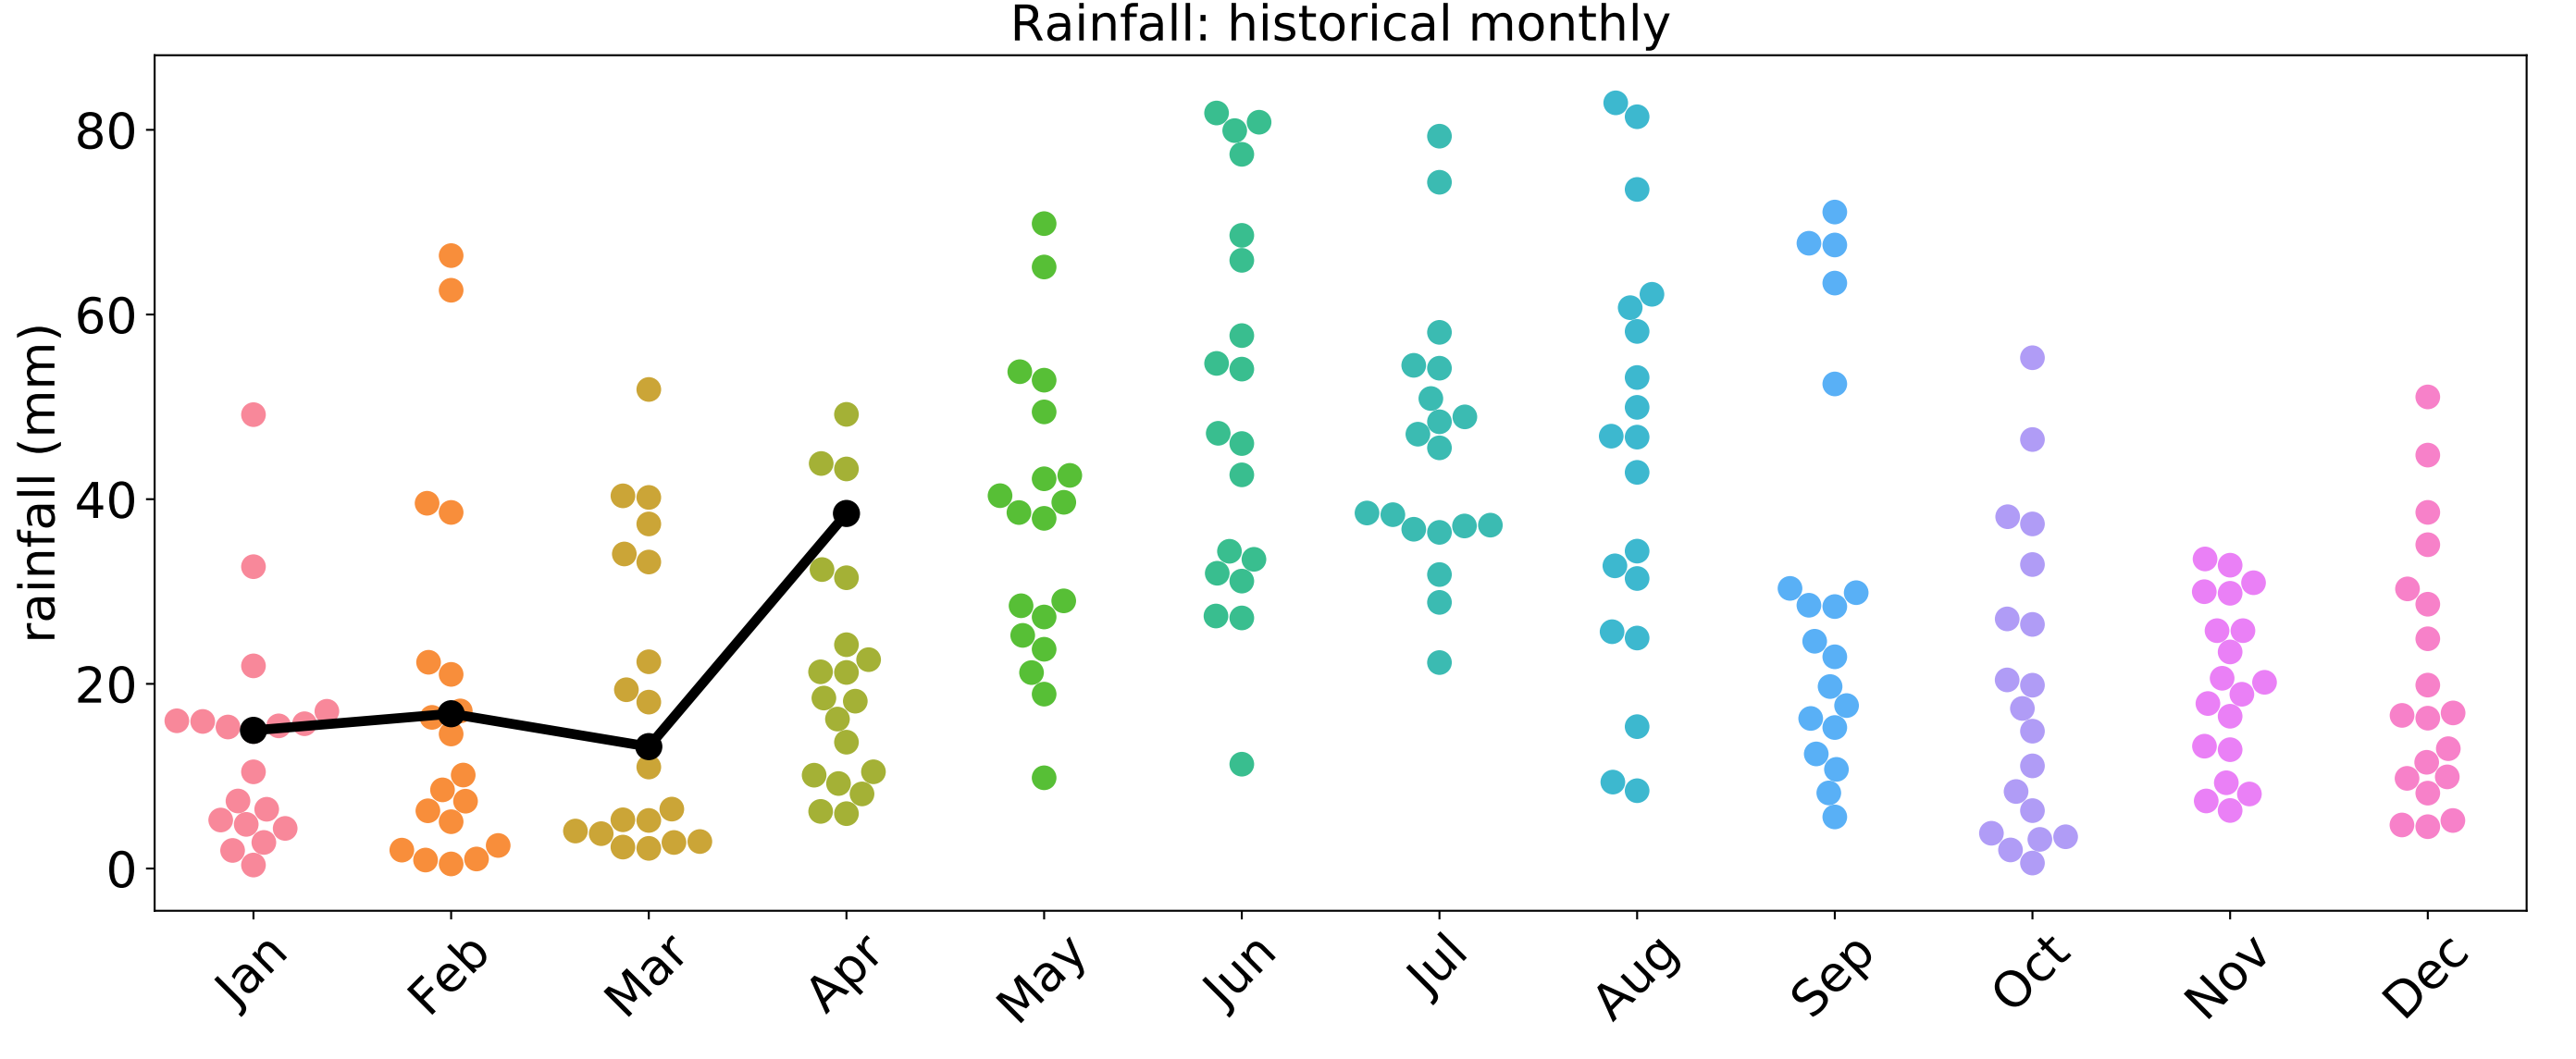 Rainfall: historical monthly
rainfall (mm)
80
60
40
20
0
Jan
Feb
Mar
Apr
May
Jun
Jul
Aug
Sep
Oct
Nov
Dec